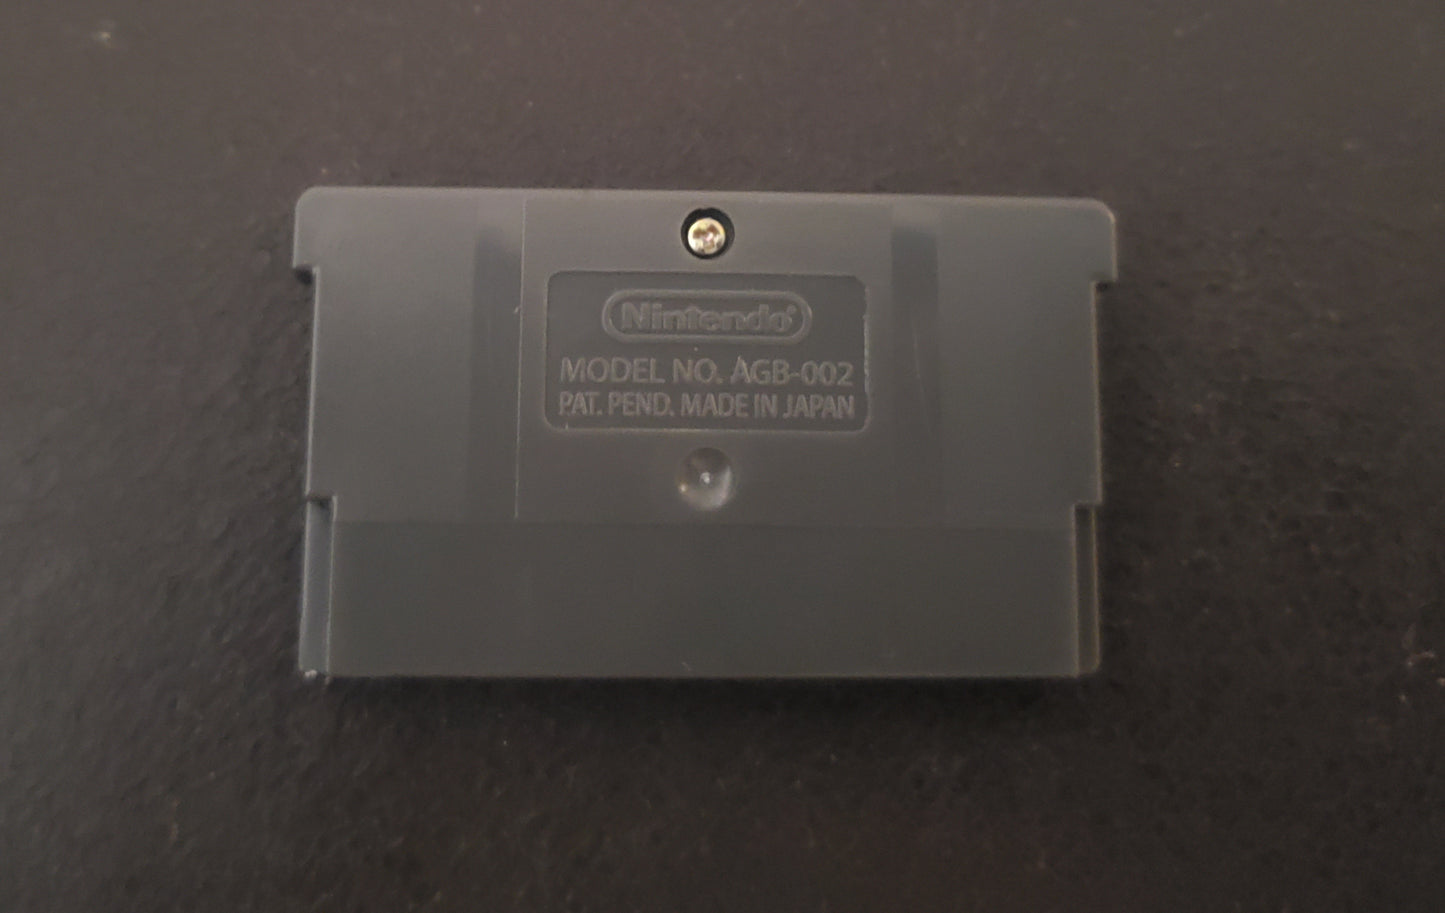 Nintendo®
MODEL NO. AGB-002
PAT. PEND. MADE IN JAPAN